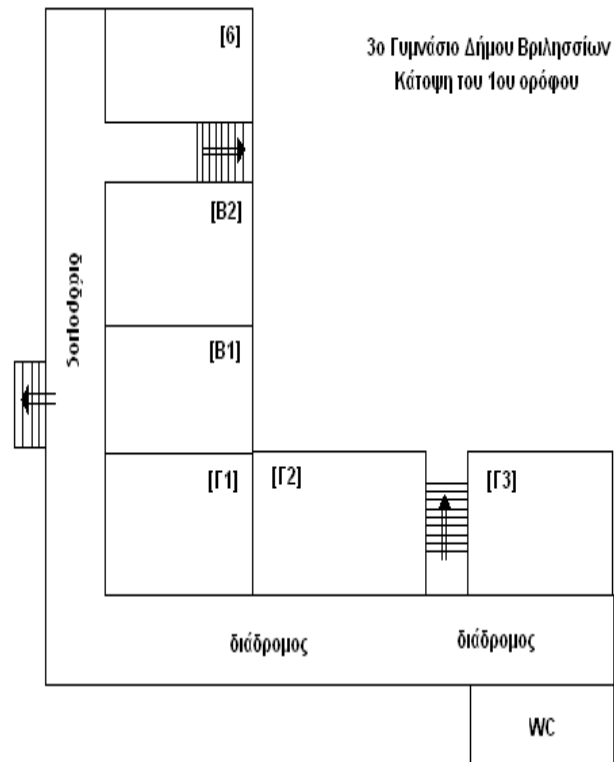 [6]
3ο Γυμνάσιο Δήμου Βριλησσίων
Κάτοψη του 1ου ορόφου
[Β2]
διάδρομος
[Β1]
[Γ1]
[Γ2]
[Γ3]
διάδρομος
διάδρομος
WC